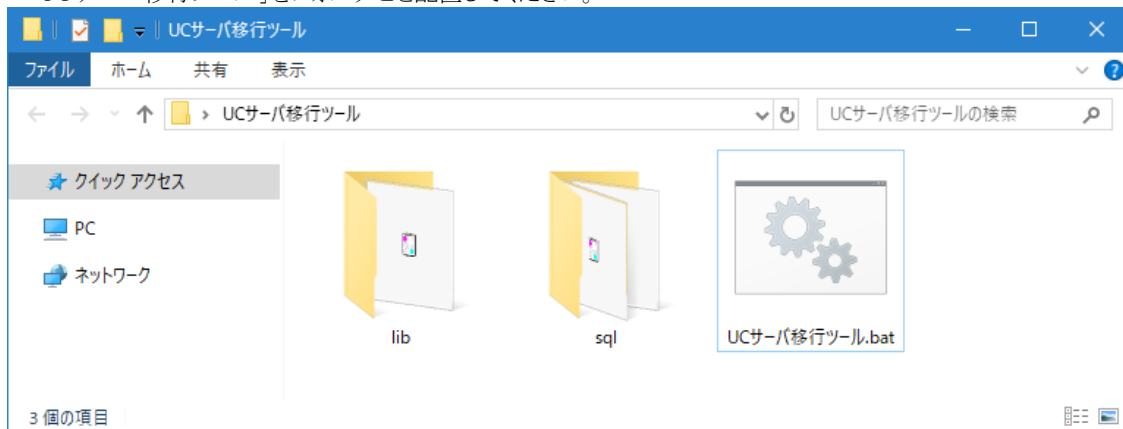 UCサーバ移行ツール
ファイル ホーム 共有 表示
UCサーバ移行ツール UCサーバ移行ツールの検索
クイック アクセス
PC
ネットワーク
lib sql UCサーバ移行ツール.bat
3 個の項目